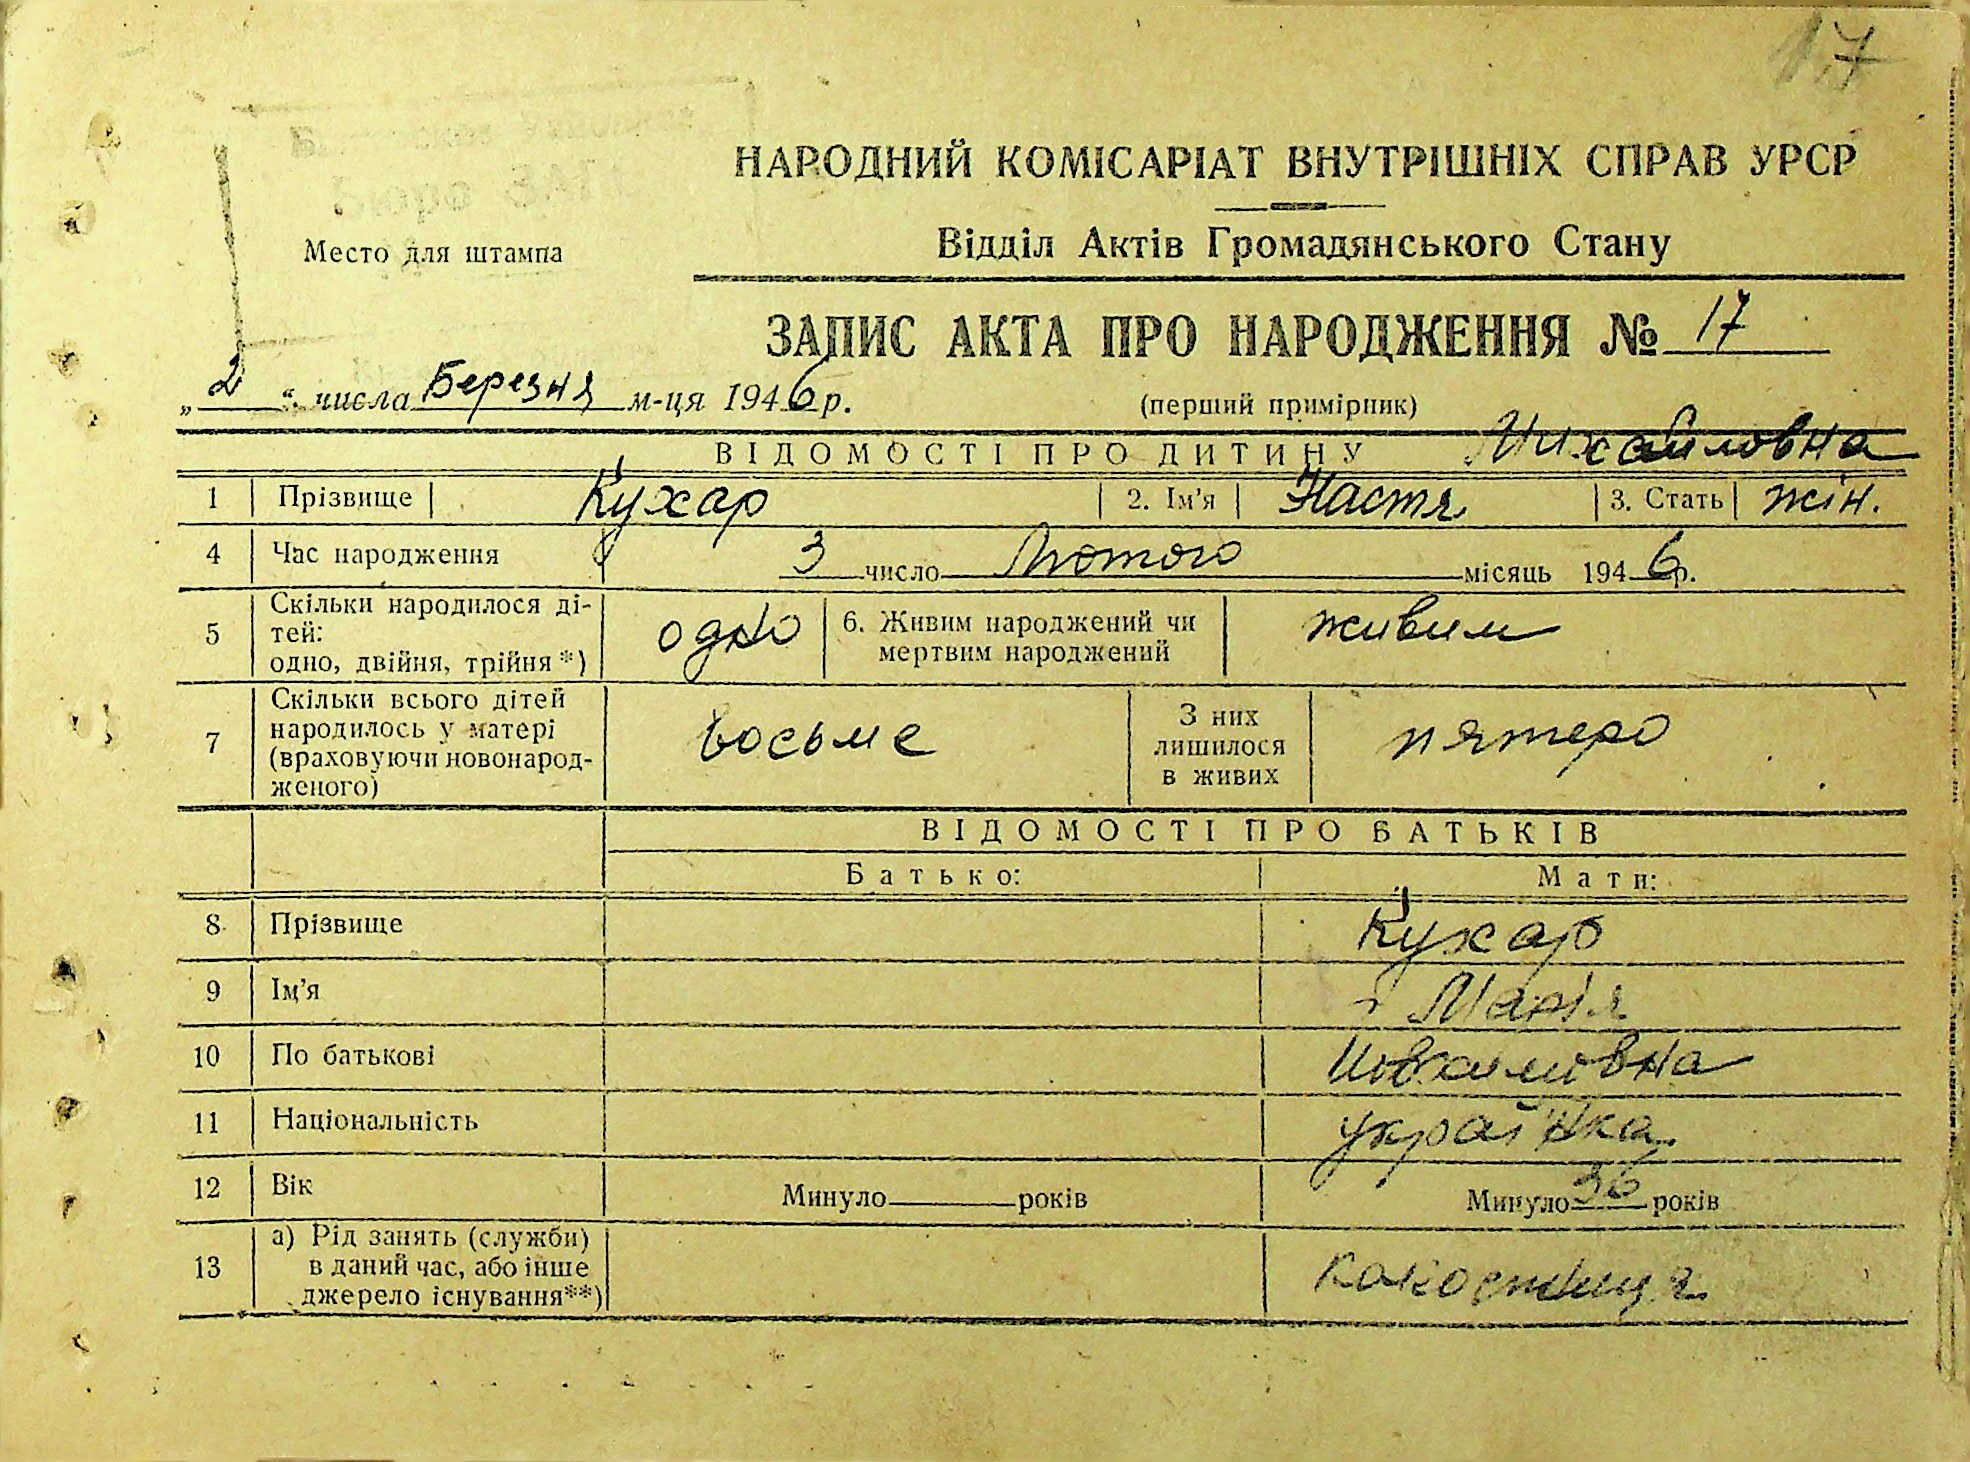 17
НАРОДНИЙ КОМІСАРІАТ ВНУТРІШНІХ СПРАВ УРСР
Место для штампа
Відділ Актів Громадянського Стану
ЗАПИС АКТА ПРО НАРОДЖЕННЯ № 17
„2“ числа Березня м-ця 1946 р.
(перший примірник)
ВІДОМОСТІ ПРО ДИТИНУ Михайловна
1 Прізвище Кухар 2. Ім'я Настя 3. Стать жін.
4 Час народження 3 число Лютого місяць 1946 р.
5 Скільки народилося ді-
тей:
одно, двійня, трійня*) одно 6. Живим народжений чи
мертвим народжений живим
7 Скільки всього дітей
народилось у матері
(враховуючи новонарод-
женого) восьме З них
лишилося
в живих пятеро
ВІДОМОСТІ ПРО БАТЬКІВ
Батько: Мати:
8 Прізвище Кухар
9 Ім'я Марія
10 По батькові
11 Національність українка
12 Вік Минуло років Минуло 36 років
13 а) Рід занять (служби)
в даний час, або інше
джерело існування**)